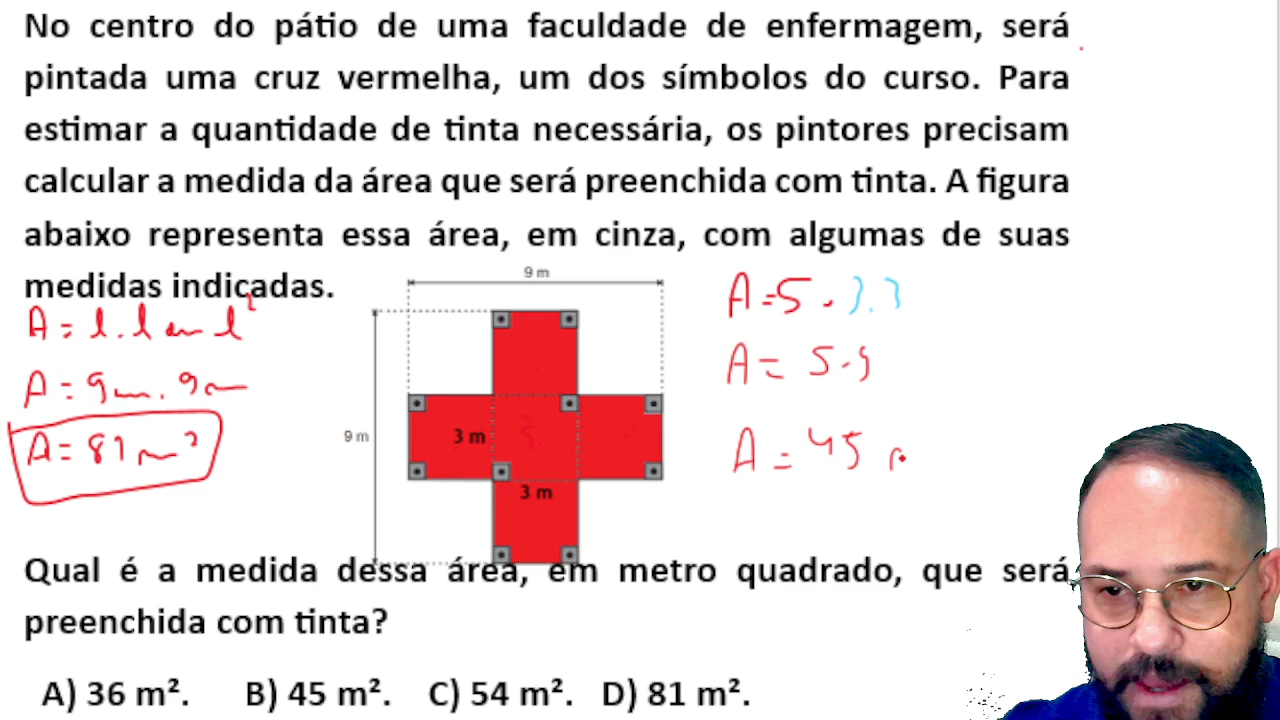 No centro do pátio de uma faculdade de enfermagem, será
pintada uma cruz vermelha, um dos símbolos do curso. Para
estimar a quantidade de tinta necessária, os pintores precisam
calcular a medida da área que será preenchida com tinta. A figura
abaixo representa essa área, em cinza, com algumas de suas
medidas indicadas.
9 m
A = l . l ou l²
A = 9m . 9m
A = 81 m²
9 m
3 m
3 m
A = 5 . 3.3
A = 5.9
A = 45
Qual é a medida dessa área, em metro quadrado, que será
preenchida com tinta?
A) 36 m². B) 45 m². C) 54 m². D) 81 m².